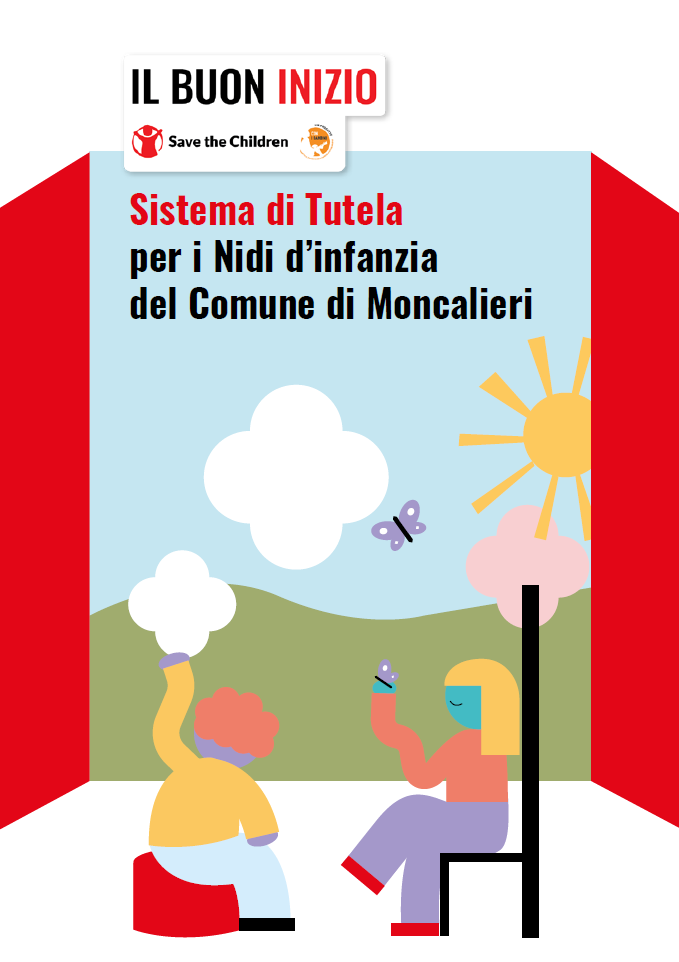 IL BUON INIZIO
Save the Children
Sistema di Tutela
per i Nidi d'infanzia
del Comune di Moncalieri